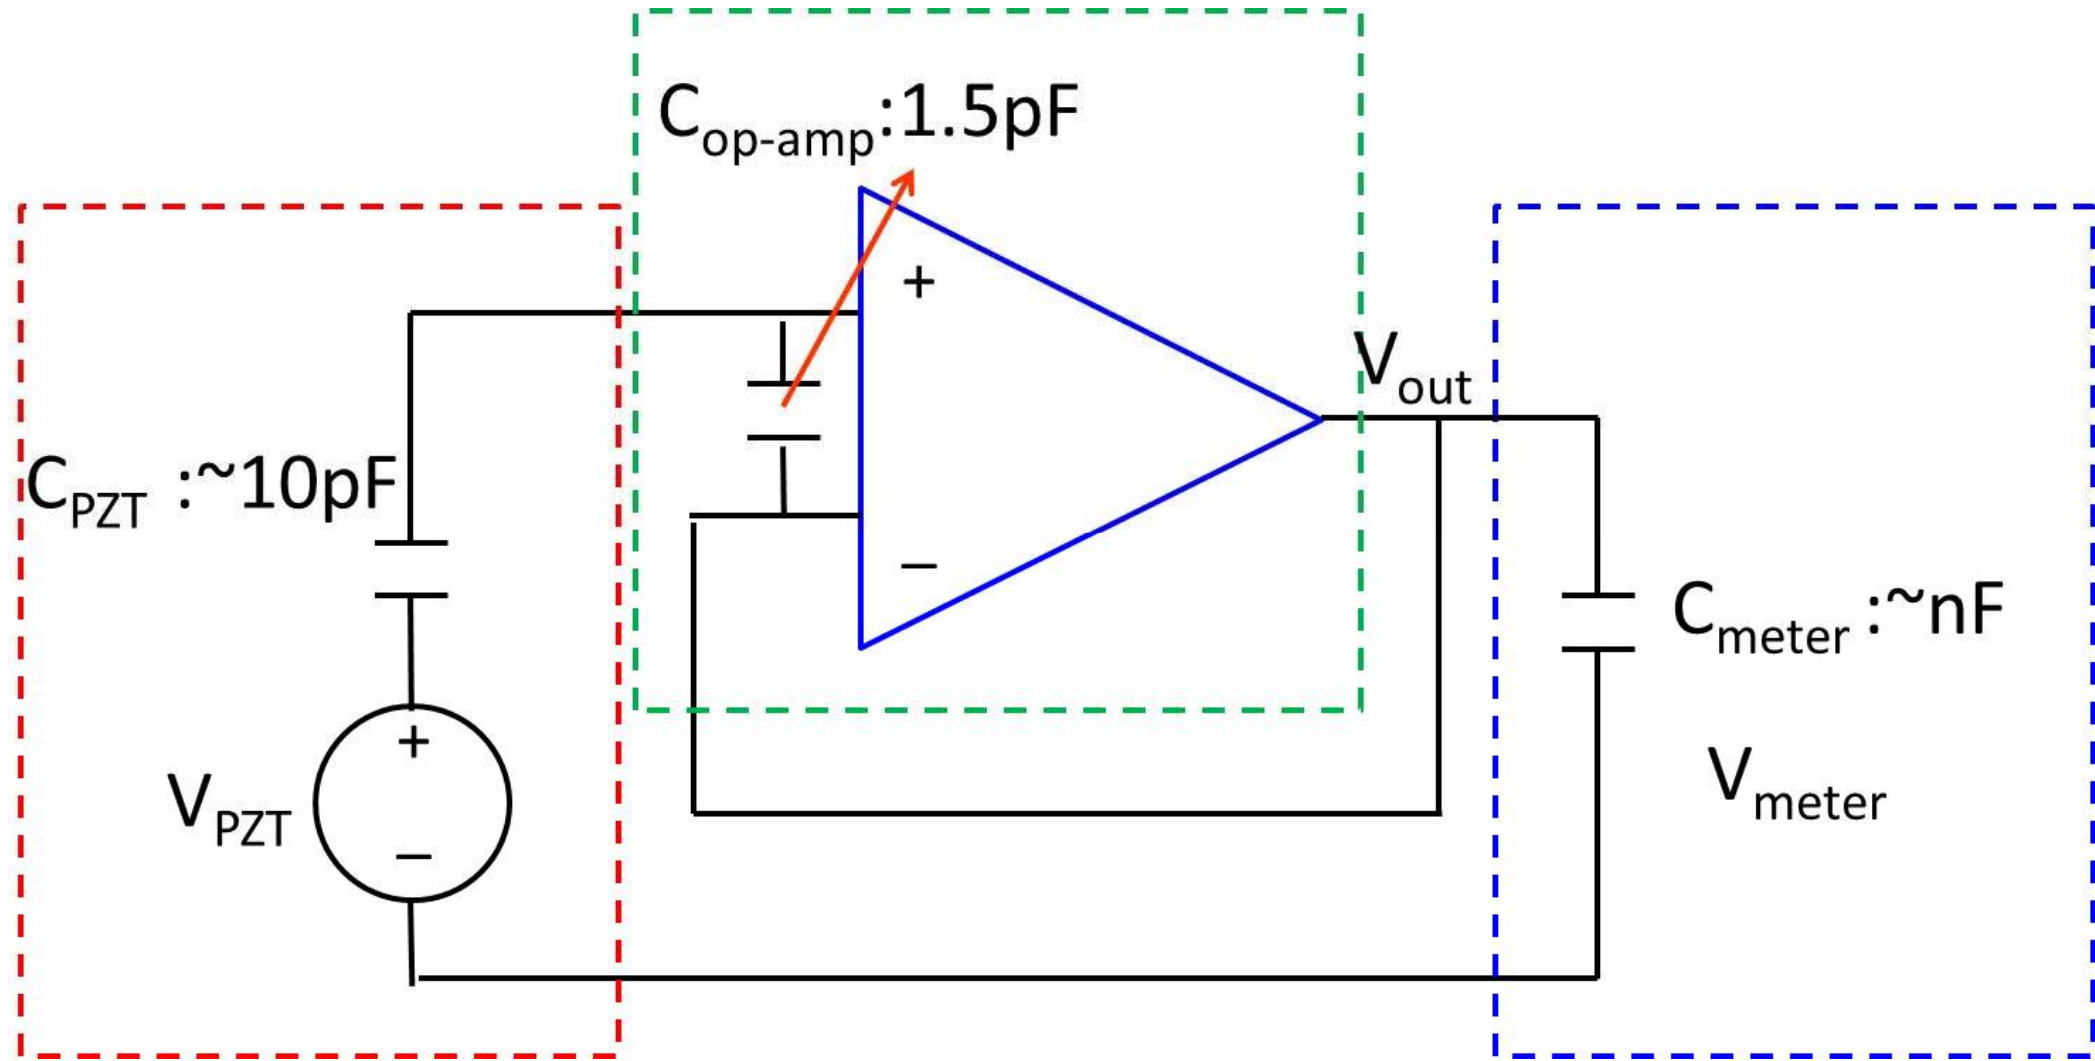 C_op-amp:1.5pF
+
V_out
C_PZT :~10pF
–
C_meter :~nF
+
V_PZT
V_meter
–